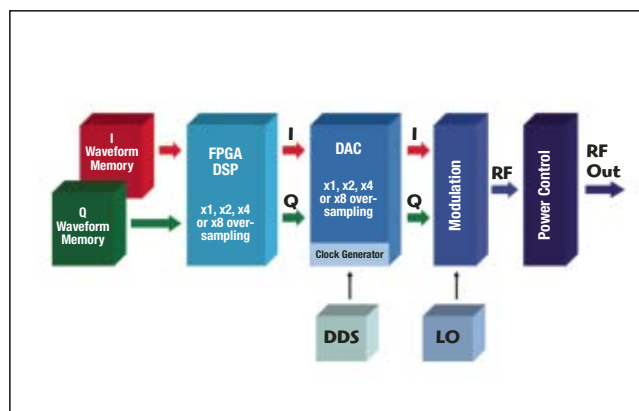 I
Waveform
Memory
Q
Waveform
Memory
FPGA
DSP
x1, x2, x4
or x8 over-
sampling
I
Q
DAC
x1, x2, x4
or x8 over-
sampling
Clock Generator
I
Q
Modulation
RF
Power Control
RF
Out
DDS
LO